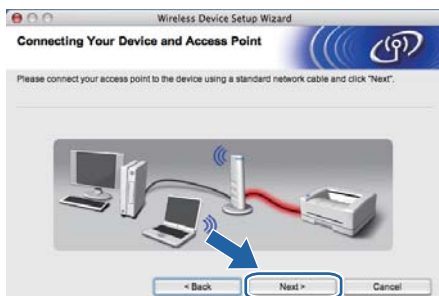 Wireless Device Setup Wizard
Connecting Your Device and Access Point
Please connect your access point to the device using a standard network cable and click "Next".
< Back Next > Cancel